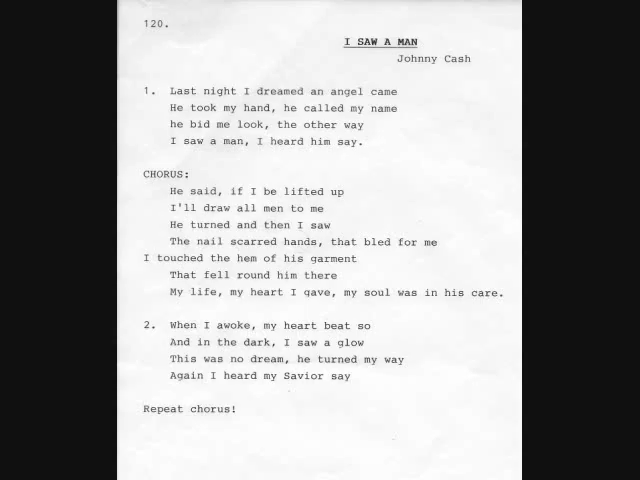 120.
I SAW A MAN
Johnny Cash
1. Last night I dreamed an angel came
He took my hand, he called my name
he bid me look, the other way
I saw a man, I heard him say.
CHORUS:
He said, if I be lifted up
I'll draw all men to me
He turned and then I saw
The nail scarred hands, that bled for me
I touched the hem of his garment
That fell round him there
My life, my heart I gave, my soul was in his care.
2. When I awoke, my heart beat so
And in the dark, I saw a glow
This was no dream, he turned my way
Again I heard my Savior say
Repeat chorus!